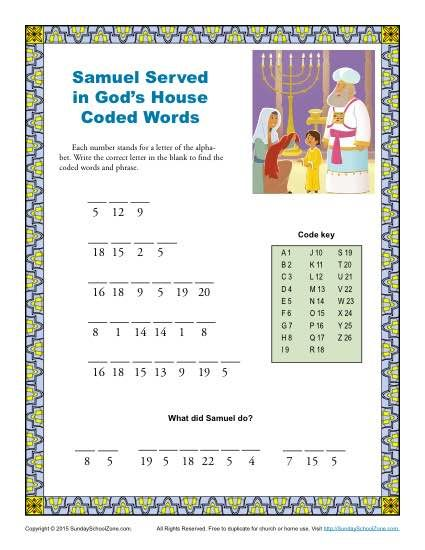 Samuel Served
in God's House
Coded Words
Each number stands for a letter of the alpha-
bet. Write the correct letter in the blank to find the
coded words and phrase.
5 12 9
18 15 2 5
16 18 9 5 19 20
8 1 14 14 1 8
16 18 15 13 9 19 5
Code key
A 1 J 10 S 19
B 2 K 11 T 20
C 3 L 12 U 21
D 4 M 13 V 22
E 5 N 14 W 23
F 6 O 15 X 24
G 7 P 16 Y 25
H 8 Q 17 Z 26
I 9 R 18
What did Samuel do?
8 5 19 5 18 22 5 4 7 15 5
Copyright © 2015 SundaySchoolZone.com. All Rights Reserved. Free to duplicate for church or home use. Visit http://SundaySchoolZone.com